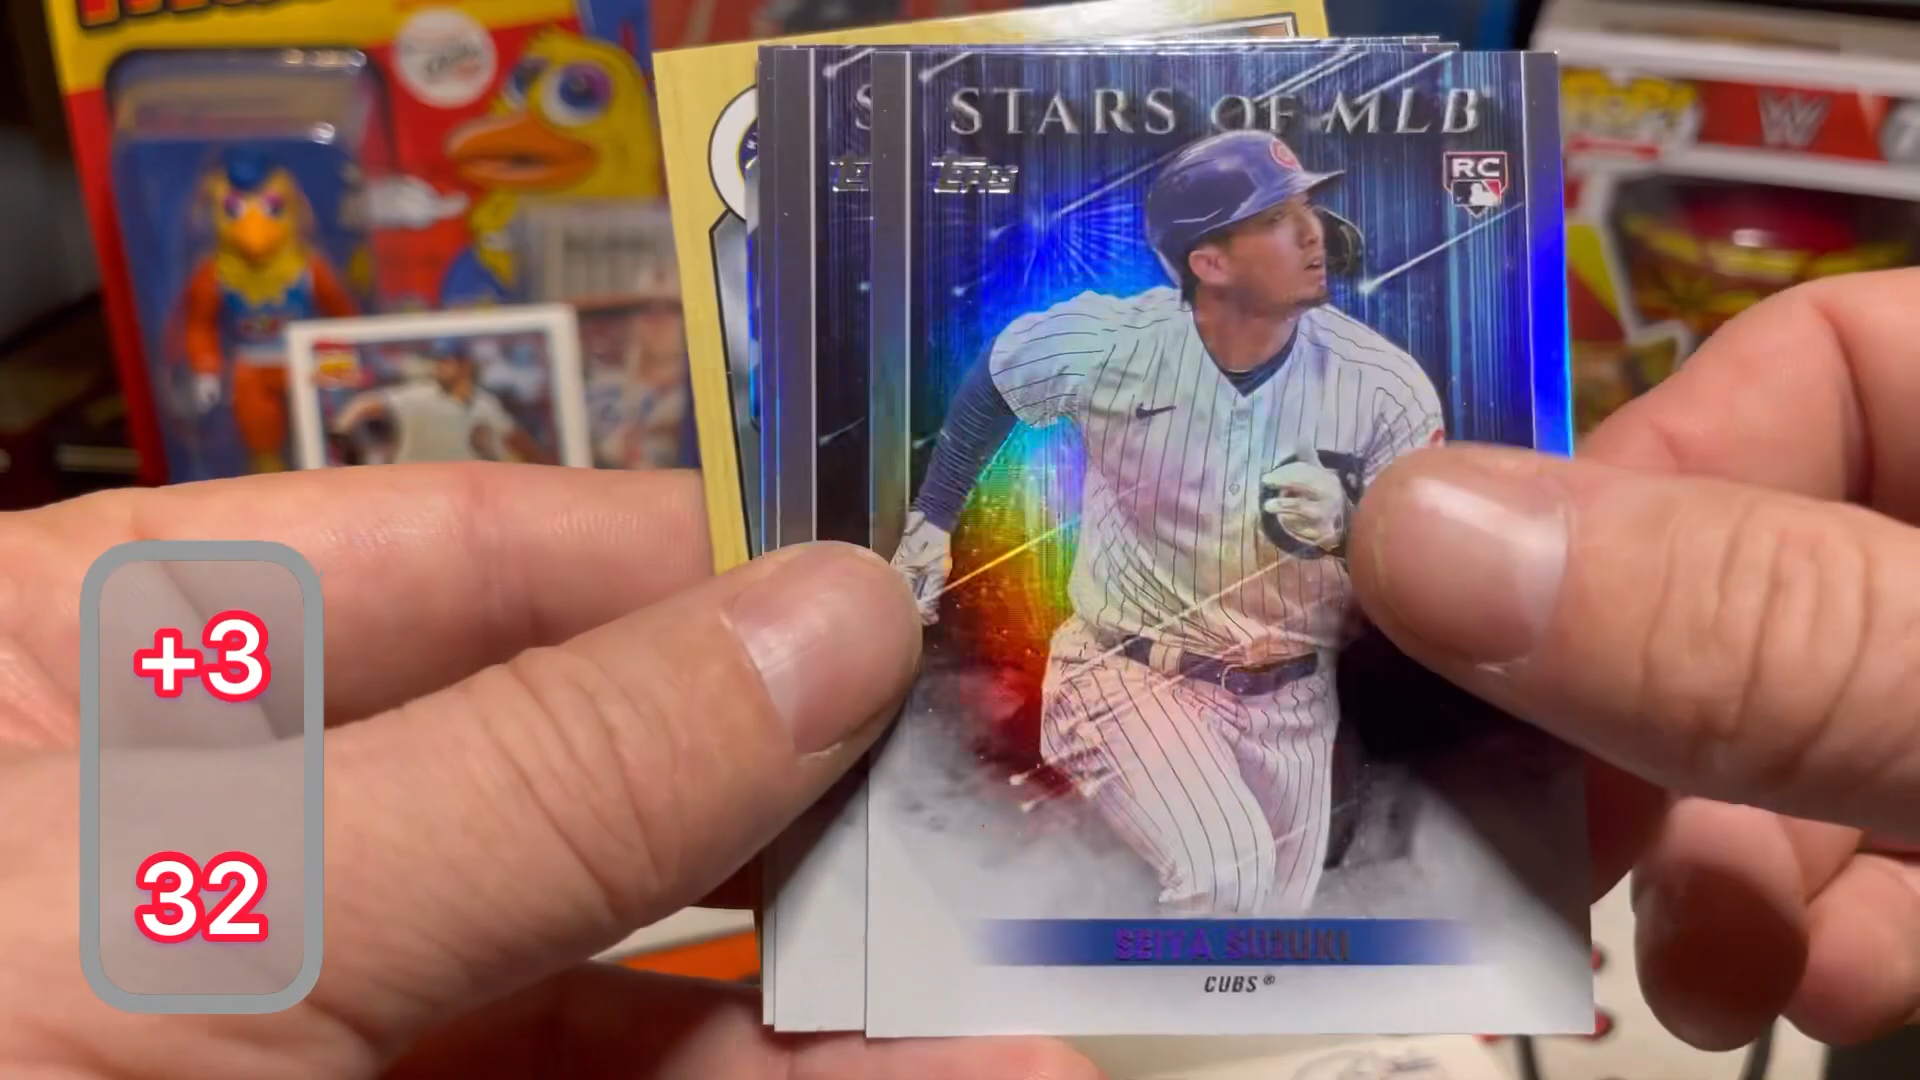 STARS OF MLB
Topps
RC
SEIYA SUZUKI
CUBS®
W
+3
32